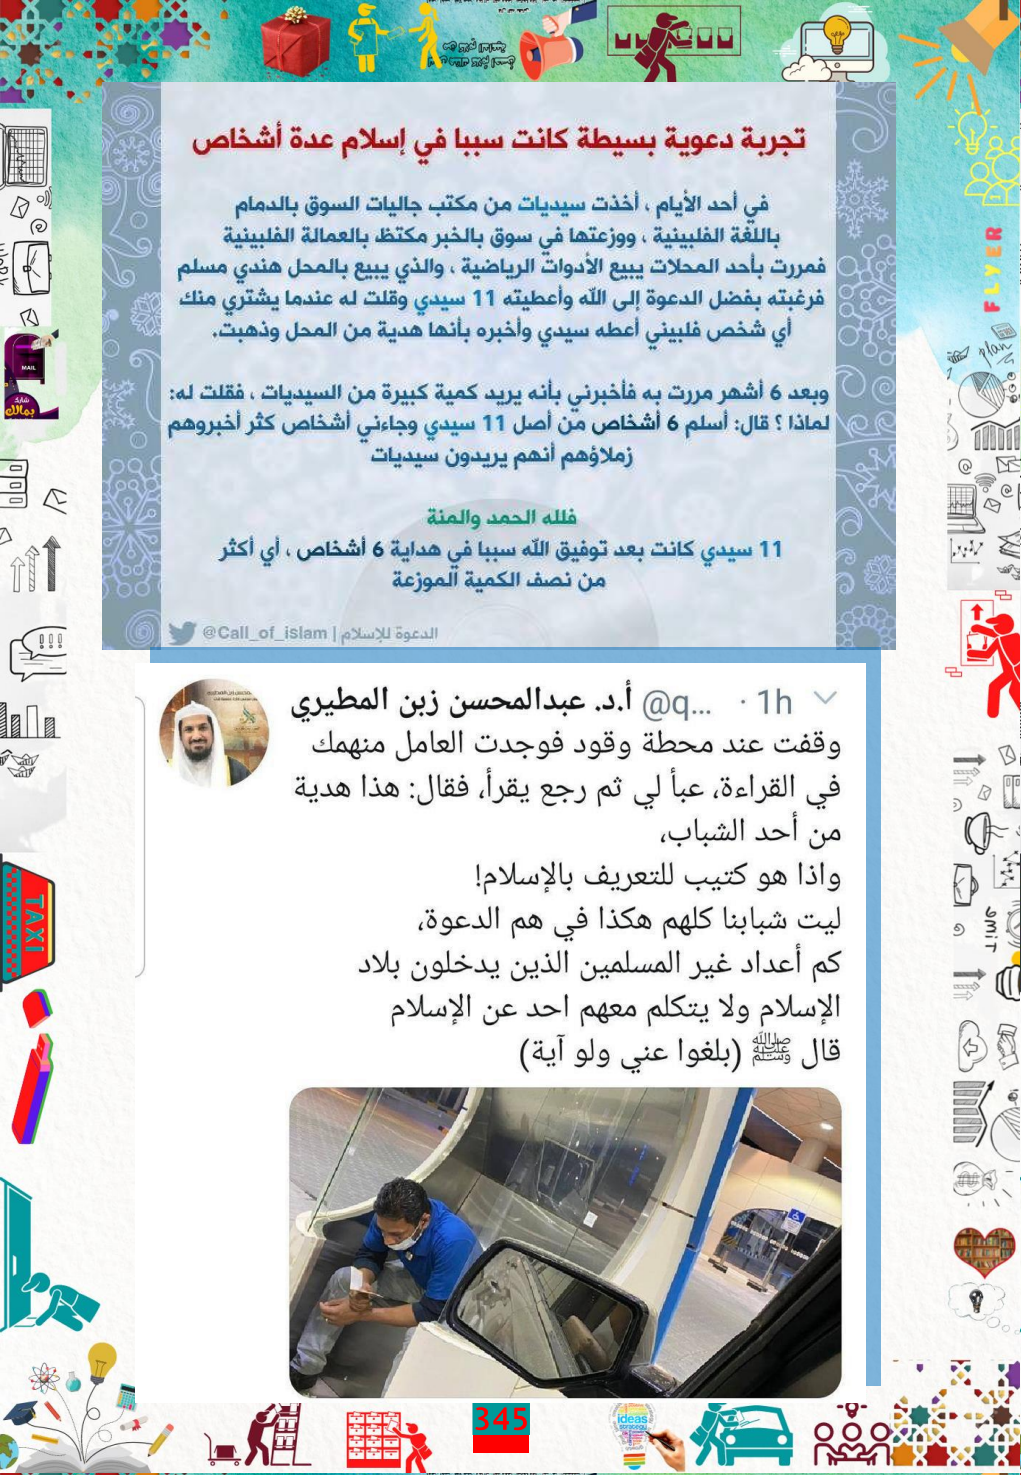 تجربة دعوية بسيطة كانت سببا في إسلام عدة أشخاص
في أحد الأيام ، أخذت سيديات من مكتب جاليات السوق بالدمام
باللغة الفلبينية ، ووزعتها في سوق بالخبر مكتظ بالعمالة الفلبينية
فمررت بأحد المحلات يبيع الأدوات الرياضية ، والذي يبيع بالمحل هندي مسلم
فرغبته بفضل الدعوة إلى الله وأعطيته 11 سيدي وقلت له عندما يشتري منك
أي شخص فلبيني أعطه سيدي وأخبره بأنها هدية من المحل وذهبت.
وبعد 6 أشهر مررت به فأخبرني بأنه يريد كمية كبيرة من السيديات ، فقلت له:
لماذا ؟ قال: أسلم 6 أشخاص من أصل 11 سيدي وجاءني أشخاص كثر أخبروهم
زملاؤهم أنهم يريدون سيديات
فلله الحمد والمنة
11 سيدي كانت بعد توفيق الله سببا في هداية 6 أشخاص ، أي أكثر
من نصف الكمية الموزعة
@Call_of_islam | الدعوة للإسلام
أ.د. عبدالمحسن زبن المطيري @q... · 1h
وقفت عند محطة وقود فوجدت العامل منهمك
في القراءة، عبأ لي ثم رجع يقرأ، فقال: هذا هدية
من أحد الشباب،
واذا هو كتيب للتعريف بالإسلام!
ليت شبابنا كلهم هكذا في هم الدعوة،
كم أعداد غير المسلمين الذين يدخلون بلاد
الإسلام ولا يتكلم معهم احد عن الإسلام
قال ﷺ (بلغوا عني ولو آية)
FLYER
MAIL
شارك
بمالك
plan
TAXI
345
ideas
strategy